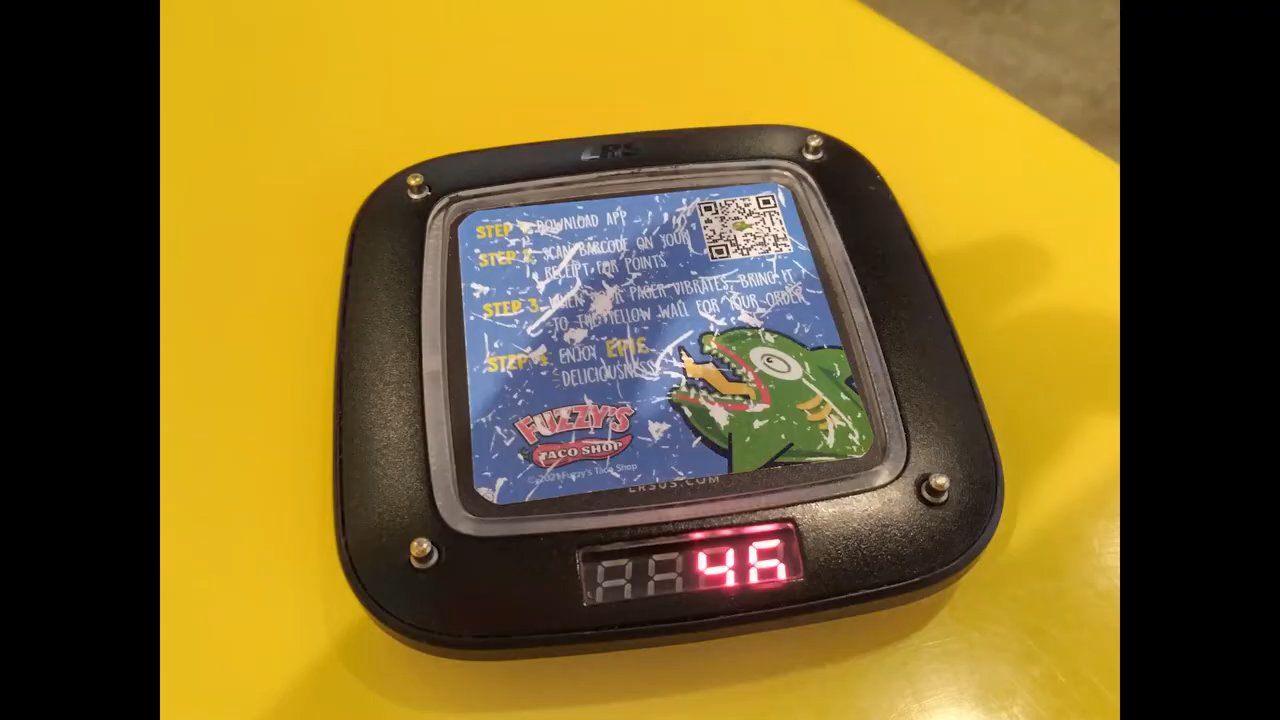 LRS
STEP 1: DOWNLOAD APP
STEP 2: SCAN BARCODE ON YOUR
RECEIPT FOR POINTS
STEP 3: WHEN YOUR PAGER VIBRATES, BRING IT
TO THE YELLOW WALL FOR YOUR ORDER
STEP 4: ENJOY EPIC
DELICIOUSNESS
FUZZY'S
TACO SHOP
©2021 Fuzzy's Taco Shop
LRSUS.COM
46